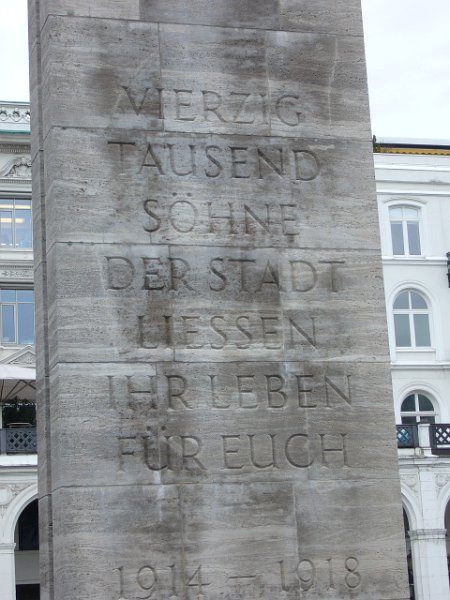 VIERZIG
TAUSEND
SÖHNE
DER STADT
LIESSEN
IHR LEBEN
FÜR EUCH
1914 – 1918